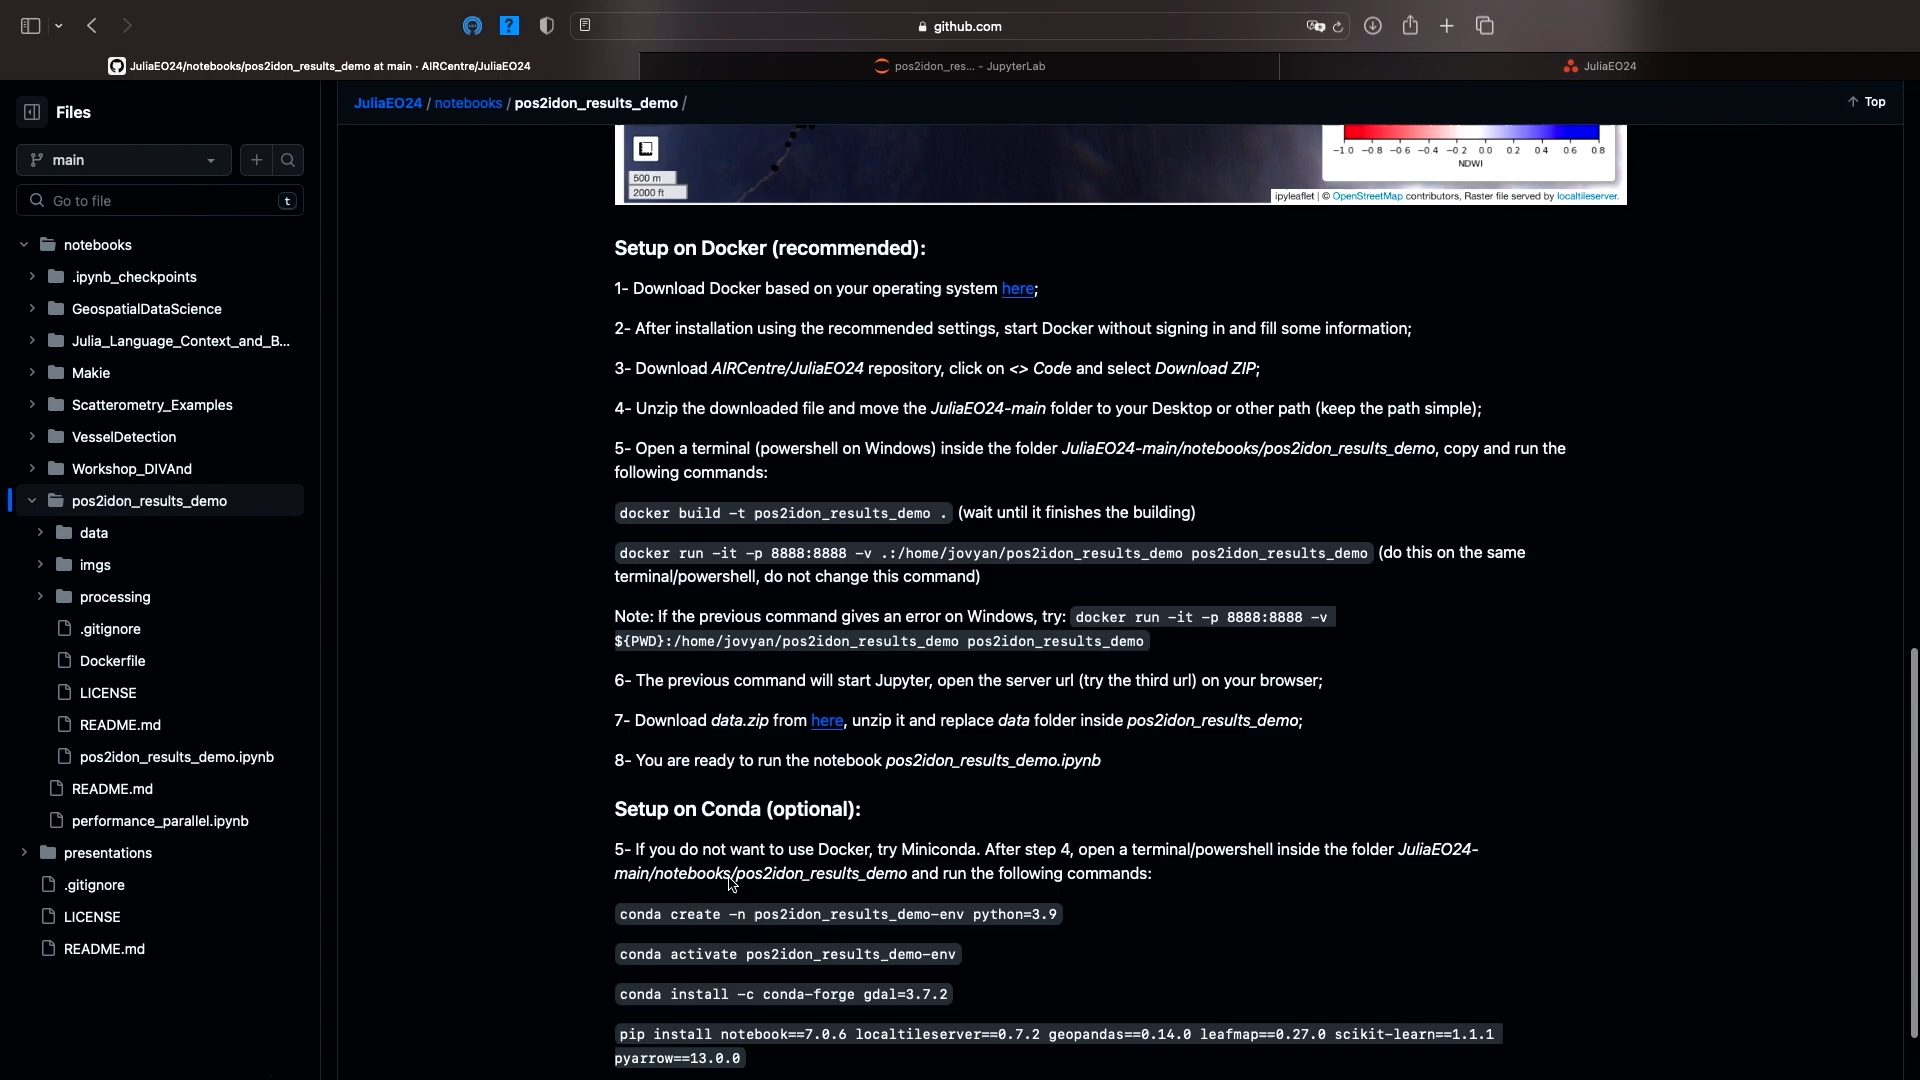 github.com
JuliaEO24/notebooks/pos2idon_results_demo at main · AIRCentre/JuliaEO24
pos2idon_res... - JupyterLab
JuliaEO24
Files
JuliaEO24 / notebooks / pos2idon_results_demo /
Top
main
Go to file
t
notebooks
.ipynb_checkpoints
GeospatialDataScience
Julia_Language_Context_and_B...
Makie
Scatterometry_Examples
VesselDetection
Workshop_DIVAnd
pos2idon_results_demo
data
imgs
processing
.gitignore
Dockerfile
LICENSE
README.md
pos2idon_results_demo.ipynb
README.md
performance_parallel.ipynb
presentations
.gitignore
LICENSE
README.md
500 m
2000 ft
-1.0 -0.8 -0.6 -0.4 -0.2 0.0 0.2 0.4 0.6 0.8
NDWI
ipyleaflet | © OpenStreetMap contributors, Raster file served by localtileserver.
Setup on Docker (recommended):
1- Download Docker based on your operating system here;
2- After installation using the recommended settings, start Docker without signing in and fill some information;
3- Download AIRCentre/JuliaEO24 repository, click on <> Code and select Download ZIP;
4- Unzip the downloaded file and move the JuliaEO24-main folder to your Desktop or other path (keep the path simple);
5- Open a terminal (powershell on Windows) inside the folder JuliaEO24-main/notebooks/pos2idon_results_demo, copy and run the
following commands:
docker build -t pos2idon_results_demo . (wait until it finishes the building)
docker run -it -p 8888:8888 -v .:/home/jovyan/pos2idon_results_demo pos2idon_results_demo (do this on the same
terminal/powershell, do not change this command)
Note: If the previous command gives an error on Windows, try: docker run -it -p 8888:8888 -v
${PWD}:/home/jovyan/pos2idon_results_demo pos2idon_results_demo
6- The previous command will start Jupyter, open the server url (try the third url) on your browser;
7- Download data.zip from here, unzip it and replace data folder inside pos2idon_results_demo;
8- You are ready to run the notebook pos2idon_results_demo.ipynb
Setup on Conda (optional):
5- If you do not want to use Docker, try Miniconda. After step 4, open a terminal/powershell inside the folder JuliaEO24-
main/notebooks/pos2idon_results_demo and run the following commands:
conda create -n pos2idon_results_demo-env python=3.9
conda activate pos2idon_results_demo-env
conda install -c conda-forge gdal=3.7.2
pip install notebook==7.0.6 localtileserver==0.7.2 geopandas==0.14.0 leafmap==0.27.0 scikit-learn==1.1.1
pyarrow==13.0.0